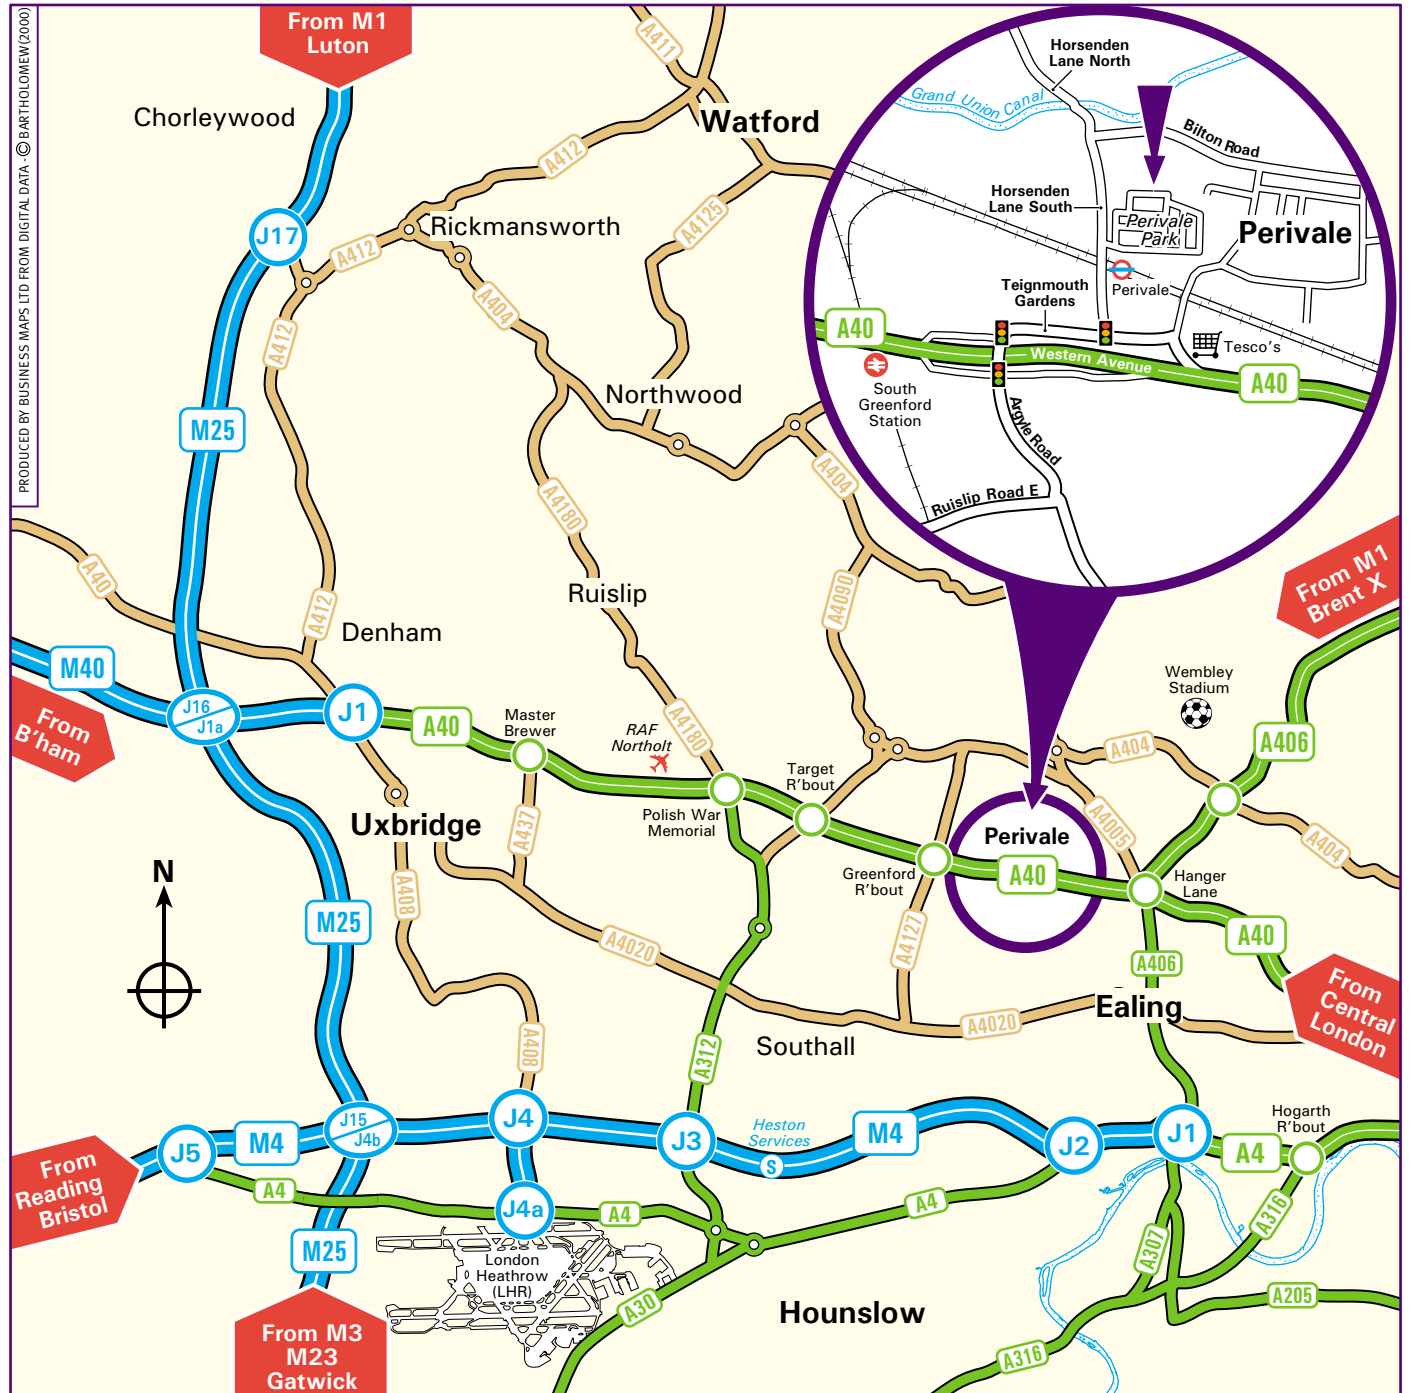 PRODUCED BY BUSINESS MAPS LTD FROM DIGITAL DATA - © BARTHOLOMEW(2000)
From M1
Luton
Chorleywood
A411
Watford
A412
A4125
J17
A412
Rickmansworth
A404
A412
M25
Northwood
A404
A4180
A40
A412
Denham
Ruislip
A4090
Horsenden
Lane North
Grand Union Canal
Bilton Road
Horsenden
Lane South
Perivale
Park
Perivale
Perivale
Teignmouth
Gardens
A40
Western Avenue
Tesco's
A40
South
Greenford
Station
Argyle Road
Ruislip Road E
From M1
Brent X
M40
From
B'ham
J16
J1a
J1
A40
Master
Brewer
RAF
Northolt
A4180
Polish War
Memorial
Target
R'bout
Wembley
Stadium
A404
A406
A4005
A404
Uxbridge
A437
Perivale
Greenford
R'bout
A40
Hanger
Lane
A40
N
A408
M25
A4020
A4127
A406
From
Central
London
A4020
Ealing
Southall
A408
A312
J15
J4b
J4
J3
Heston
Services
S
M4
J2
J1
Hogarth
R'bout
A4
From
Reading
Bristol
J5
M4
A4
J4a
A4
A4
A316
A307
M25
London
Heathrow
(LHR)
A30
Hounslow
A205
A316
From M3
M23
Gatwick